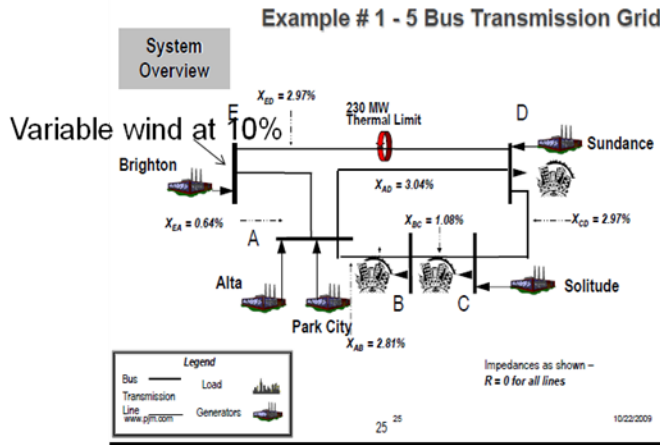 Example # 1 - 5 Bus Transmission Grid
System
Overview
X_ED = 2.97%
230 MW
Thermal Limit
E
D
Variable wind at 10%
Sundance
Brighton
X_AD = 3.04%
X_EA = 0.64%
X_BC = 1.08%
X_CD = 2.97%
A
Alta
Solitude
B
C
Park City
X_AB = 2.81%
Legend
Bus
Load
Transmission
Line
Generators
www.pjm.com
Impedances as shown –
R = 0 for all lines
25
25
10/22/2009